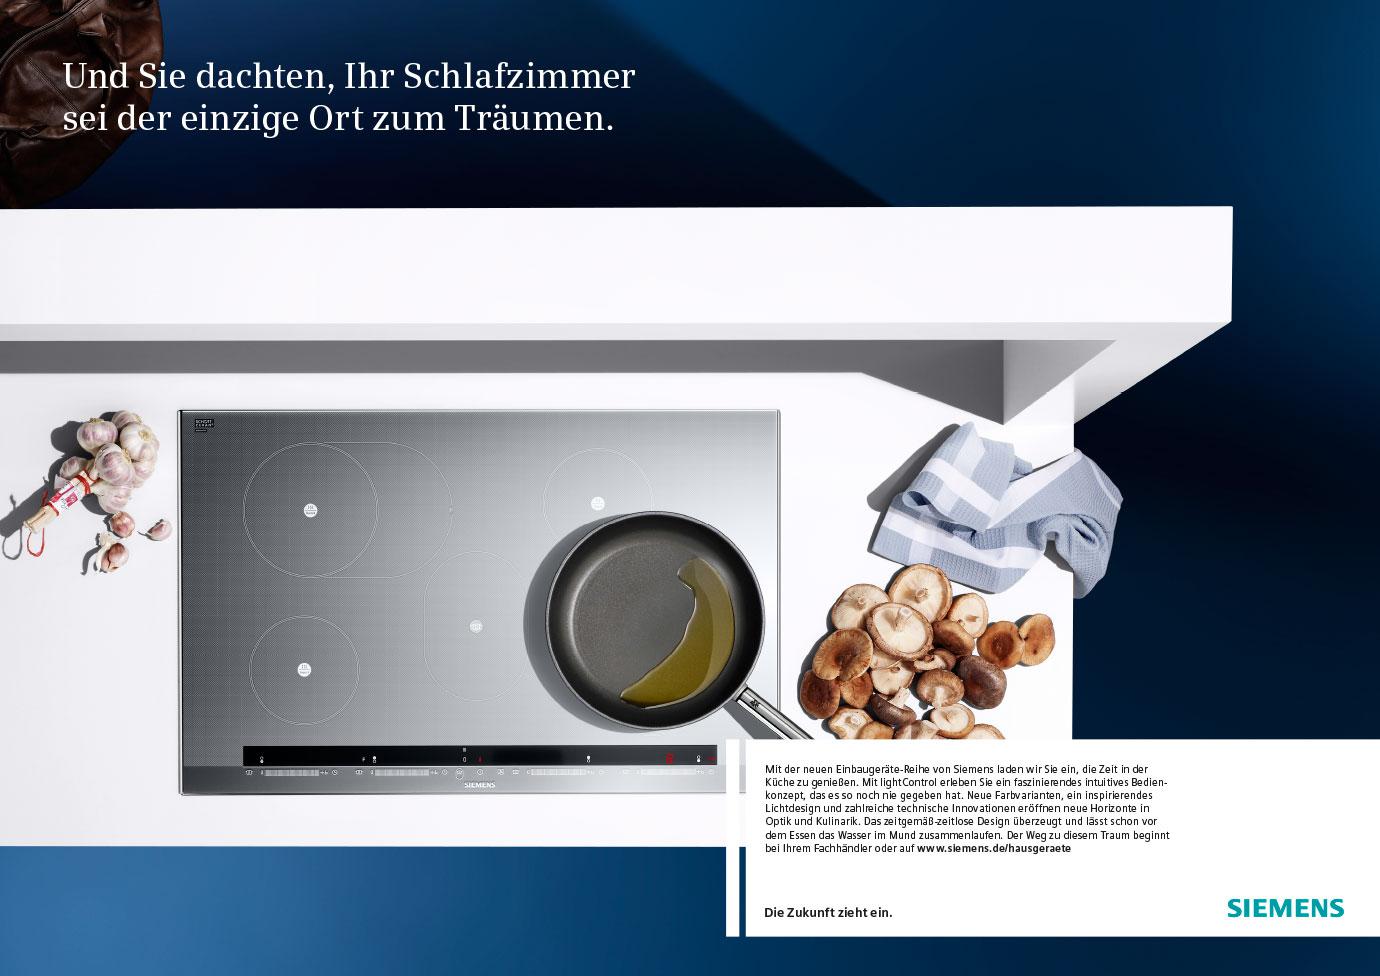 Und Sie dachten, Ihr Schlafzimmer
sei der einzige Ort zum Träumen.
SIEMENS
Mit der neuen Einbaugeräte-Reihe von Siemens laden wir Sie ein, die Zeit in der
Küche zu genießen. Mit lightControl erleben Sie ein faszinierendes intuitives Bedien-
konzept, das es so noch nie gegeben hat. Neue Farbvarianten, ein inspirierendes
Lichtdesign und zahlreiche technische Innovationen eröffnen neue Horizonte in
Optik und Kulinarik. Das zeitgemäß-zeitlose Design überzeugt und lässt schon vor
dem Essen das Wasser im Mund zusammenlaufen. Der Weg zu diesem Traum beginnt
bei Ihrem Fachhändler oder auf www.siemens.de/hausgeraete
Die Zukunft zieht ein.
SIEMENS